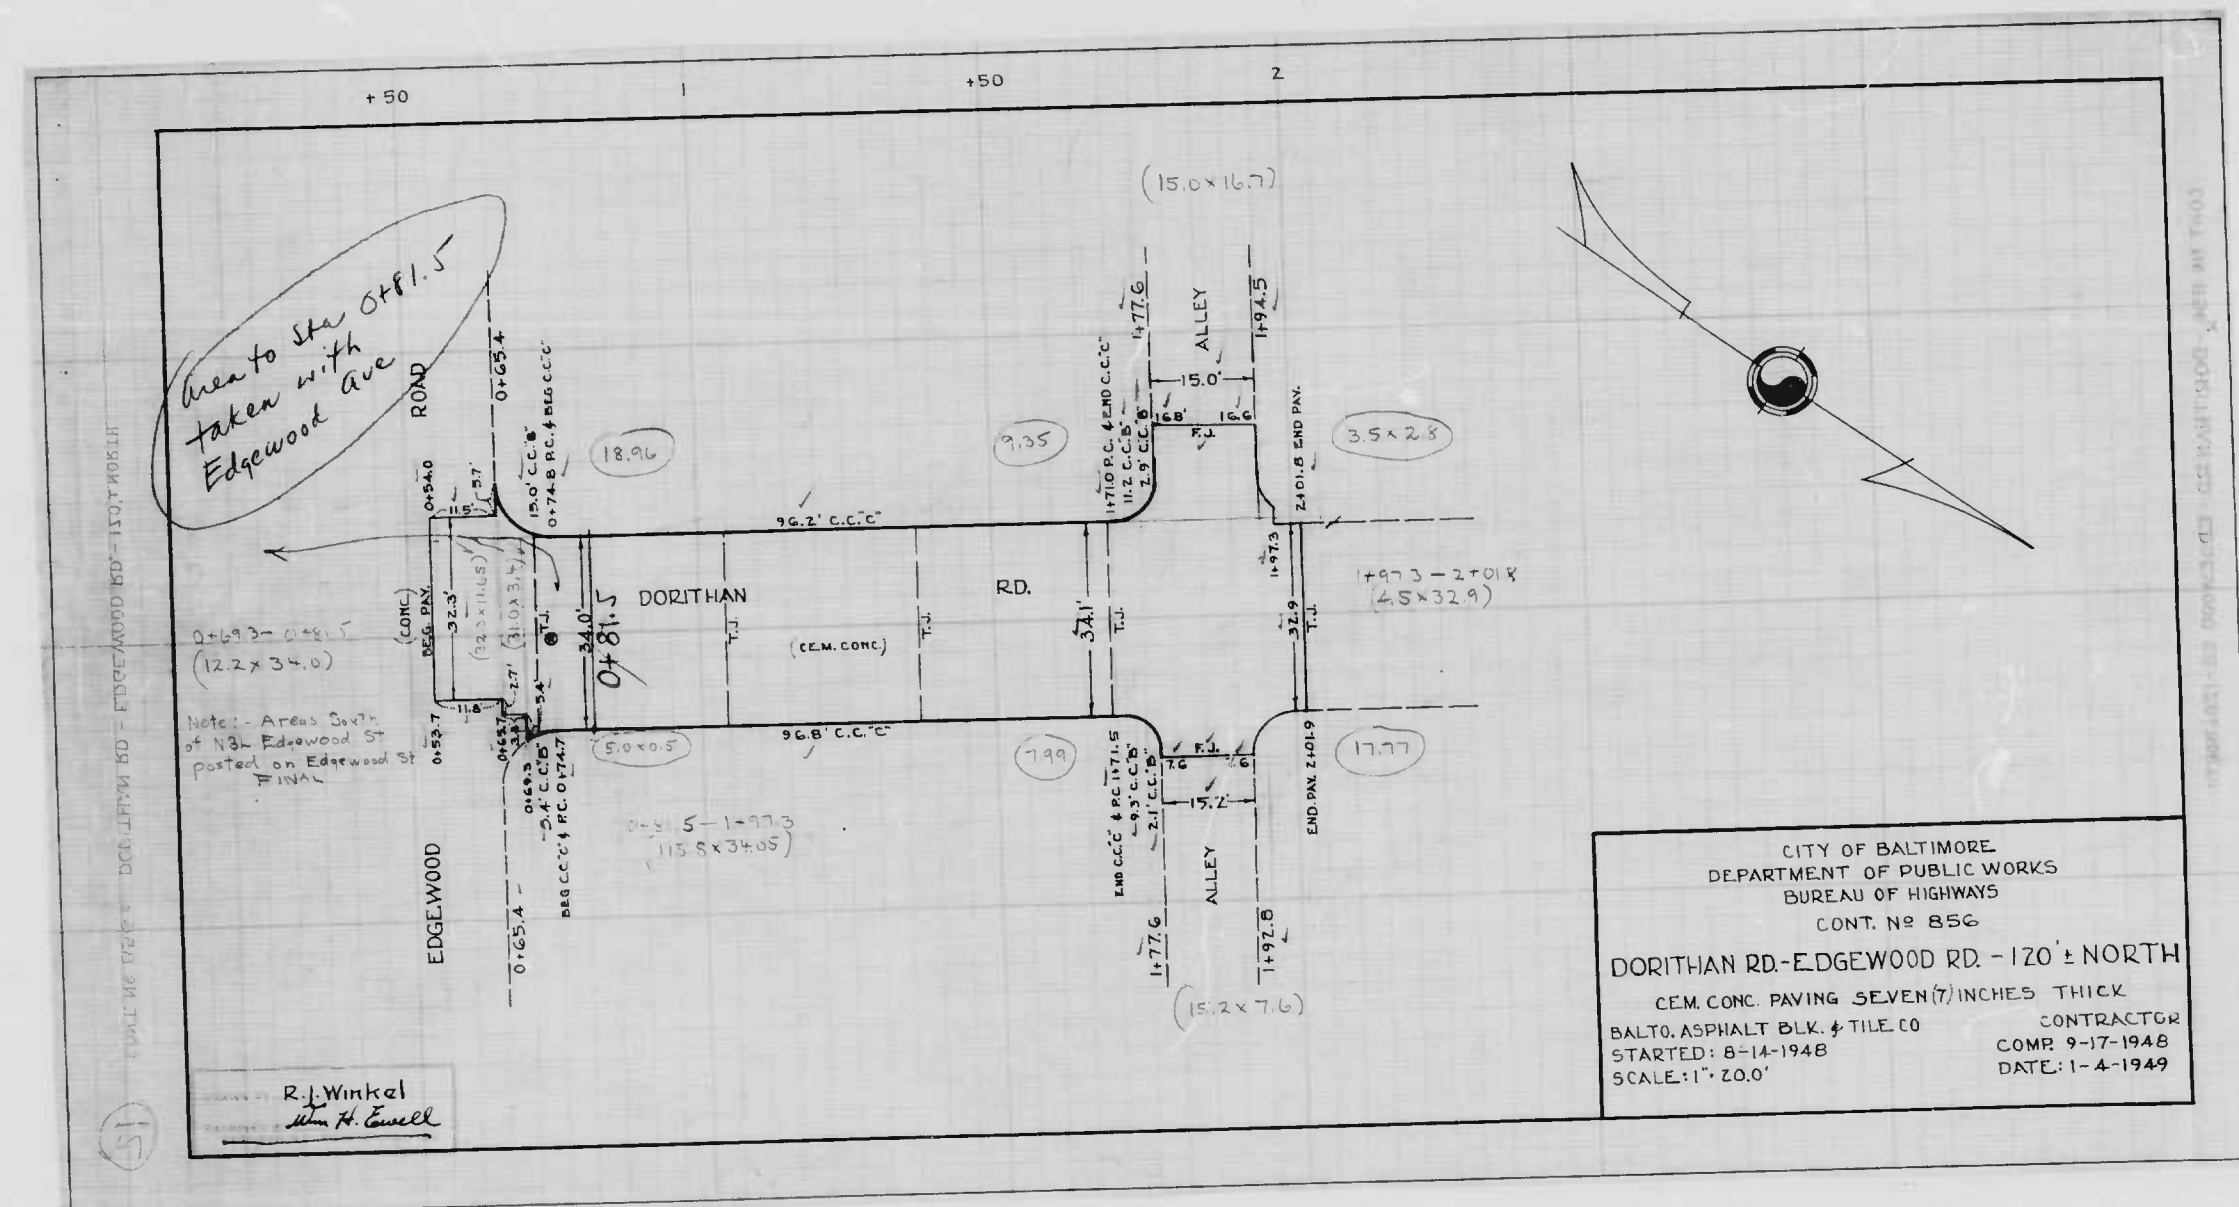 +50
1
+50
2
Area to Sta 0+81.5
taken with
Edgewood Ave
ROAD
0+65.4
15.0' C.C."B"
0+74.8 P.C. & BEG C.C."C"
18.96
0+54.0
11.5'
5.7'
96.2' C.C."C"
9.35
(15.0 x 16.7)
1+71.0 P.C. & END C.C."C"
11.2 C.C."B"
2.9' C.C."B"
1+77.6
ALLEY
1+94.5
15.0'
16.6
F.J.
2+01.8 END PAV.
3.5 x 2.8
1+97.3
(CONC.)
BEG. PAV.
32.3'
(32.3 x 11.65)
(31.0 x 3.4)
T.J.
34.0'
0+81.5
DORITHAN
RD.
T.J.
(CEM. CONC.)
T.J.
34.1'
T.J.
32.9
T.J.
1+97.3 - 2+01.8
(4.5 x 32.9)
0+69.3 - 0+81.5
(12.2 x 34.0)
Note:- Areas South
of NBL Edgewood St
posted on Edgewood St
FINAL
0+53.7
11.8'
2.7'
5.4'
0+65.7
0+69.3
5.4' C.C."B"
BEG C.C."C" & P.C. 0+74.7
(5.0 x 0.5)
96.8' C.C."C"
7.99
END C.C."C" & P.C 1+71.5
9.3' C.C."B"
2.1' C.C."B"
F.J.
7.6
15.2'
END. PAV. 2+01.9
17.77
5 - 1+97.3
(115.8 x 34.05)
EDGEWOOD
0+65.4
1+77.6
ALLEY
1+92.8
(15.2 x 7.6)
CITY OF BALTIMORE
DEPARTMENT OF PUBLIC WORKS
BUREAU OF HIGHWAYS
CONT. Nº 856
DORITHAN RD.-EDGEWOOD RD. - 120'± NORTH
CEM. CONC. PAVING SEVEN (7) INCHES THICK
BALTO. ASPHALT BLK. & TILE CO CONTRACTOR
STARTED: 8-14-1948 COMP. 9-17-1948
SCALE: 1"=20.0' DATE: 1-4-1949
R.J. Winkel
Wm H. Ewell